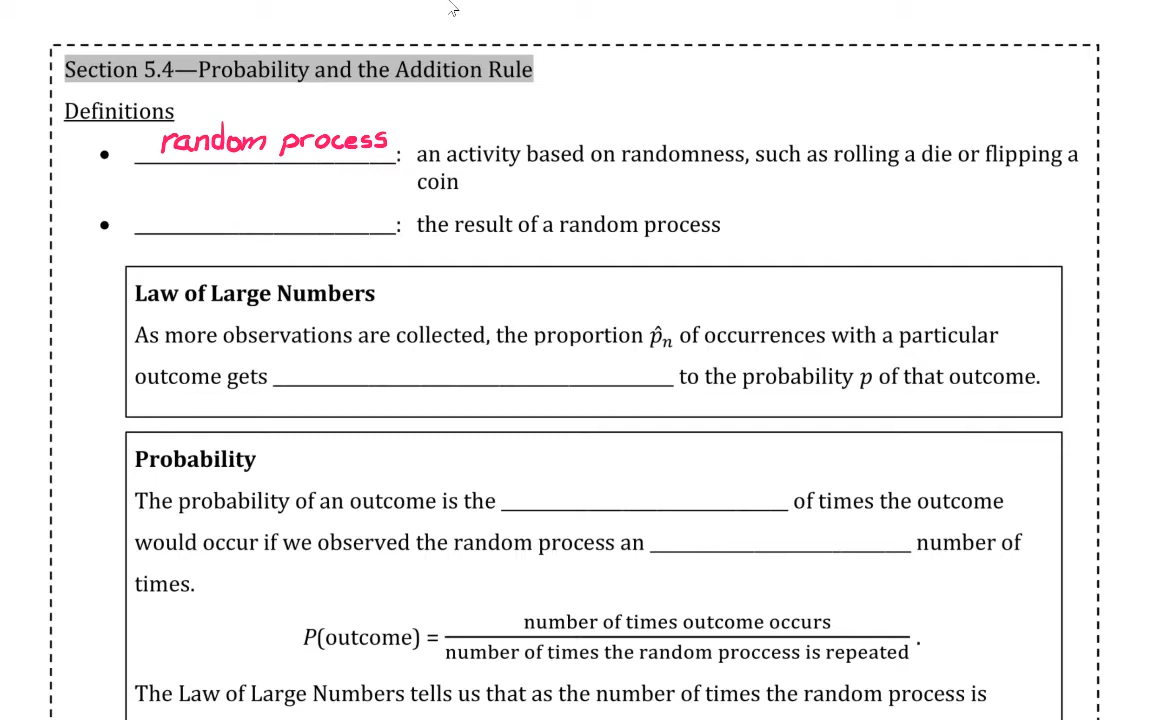 Section 5.4—Probability and the Addition Rule
Definitions
• random process: an activity based on randomness, such as rolling a die or flipping a
coin
• ______________________: the result of a random process
Law of Large Numbers
As more observations are collected, the proportion p̂ₙ of occurrences with a particular
outcome gets __________________________________ to the probability p of that outcome.
Probability
The probability of an outcome is the ________________________ of times the outcome
would occur if we observed the random process an ______________________ number of
times.
number of times outcome occurs
P(outcome) = ―――――――――― .
number of times the random proccess is repeated
The Law of Large Numbers tells us that as the number of times the random process is